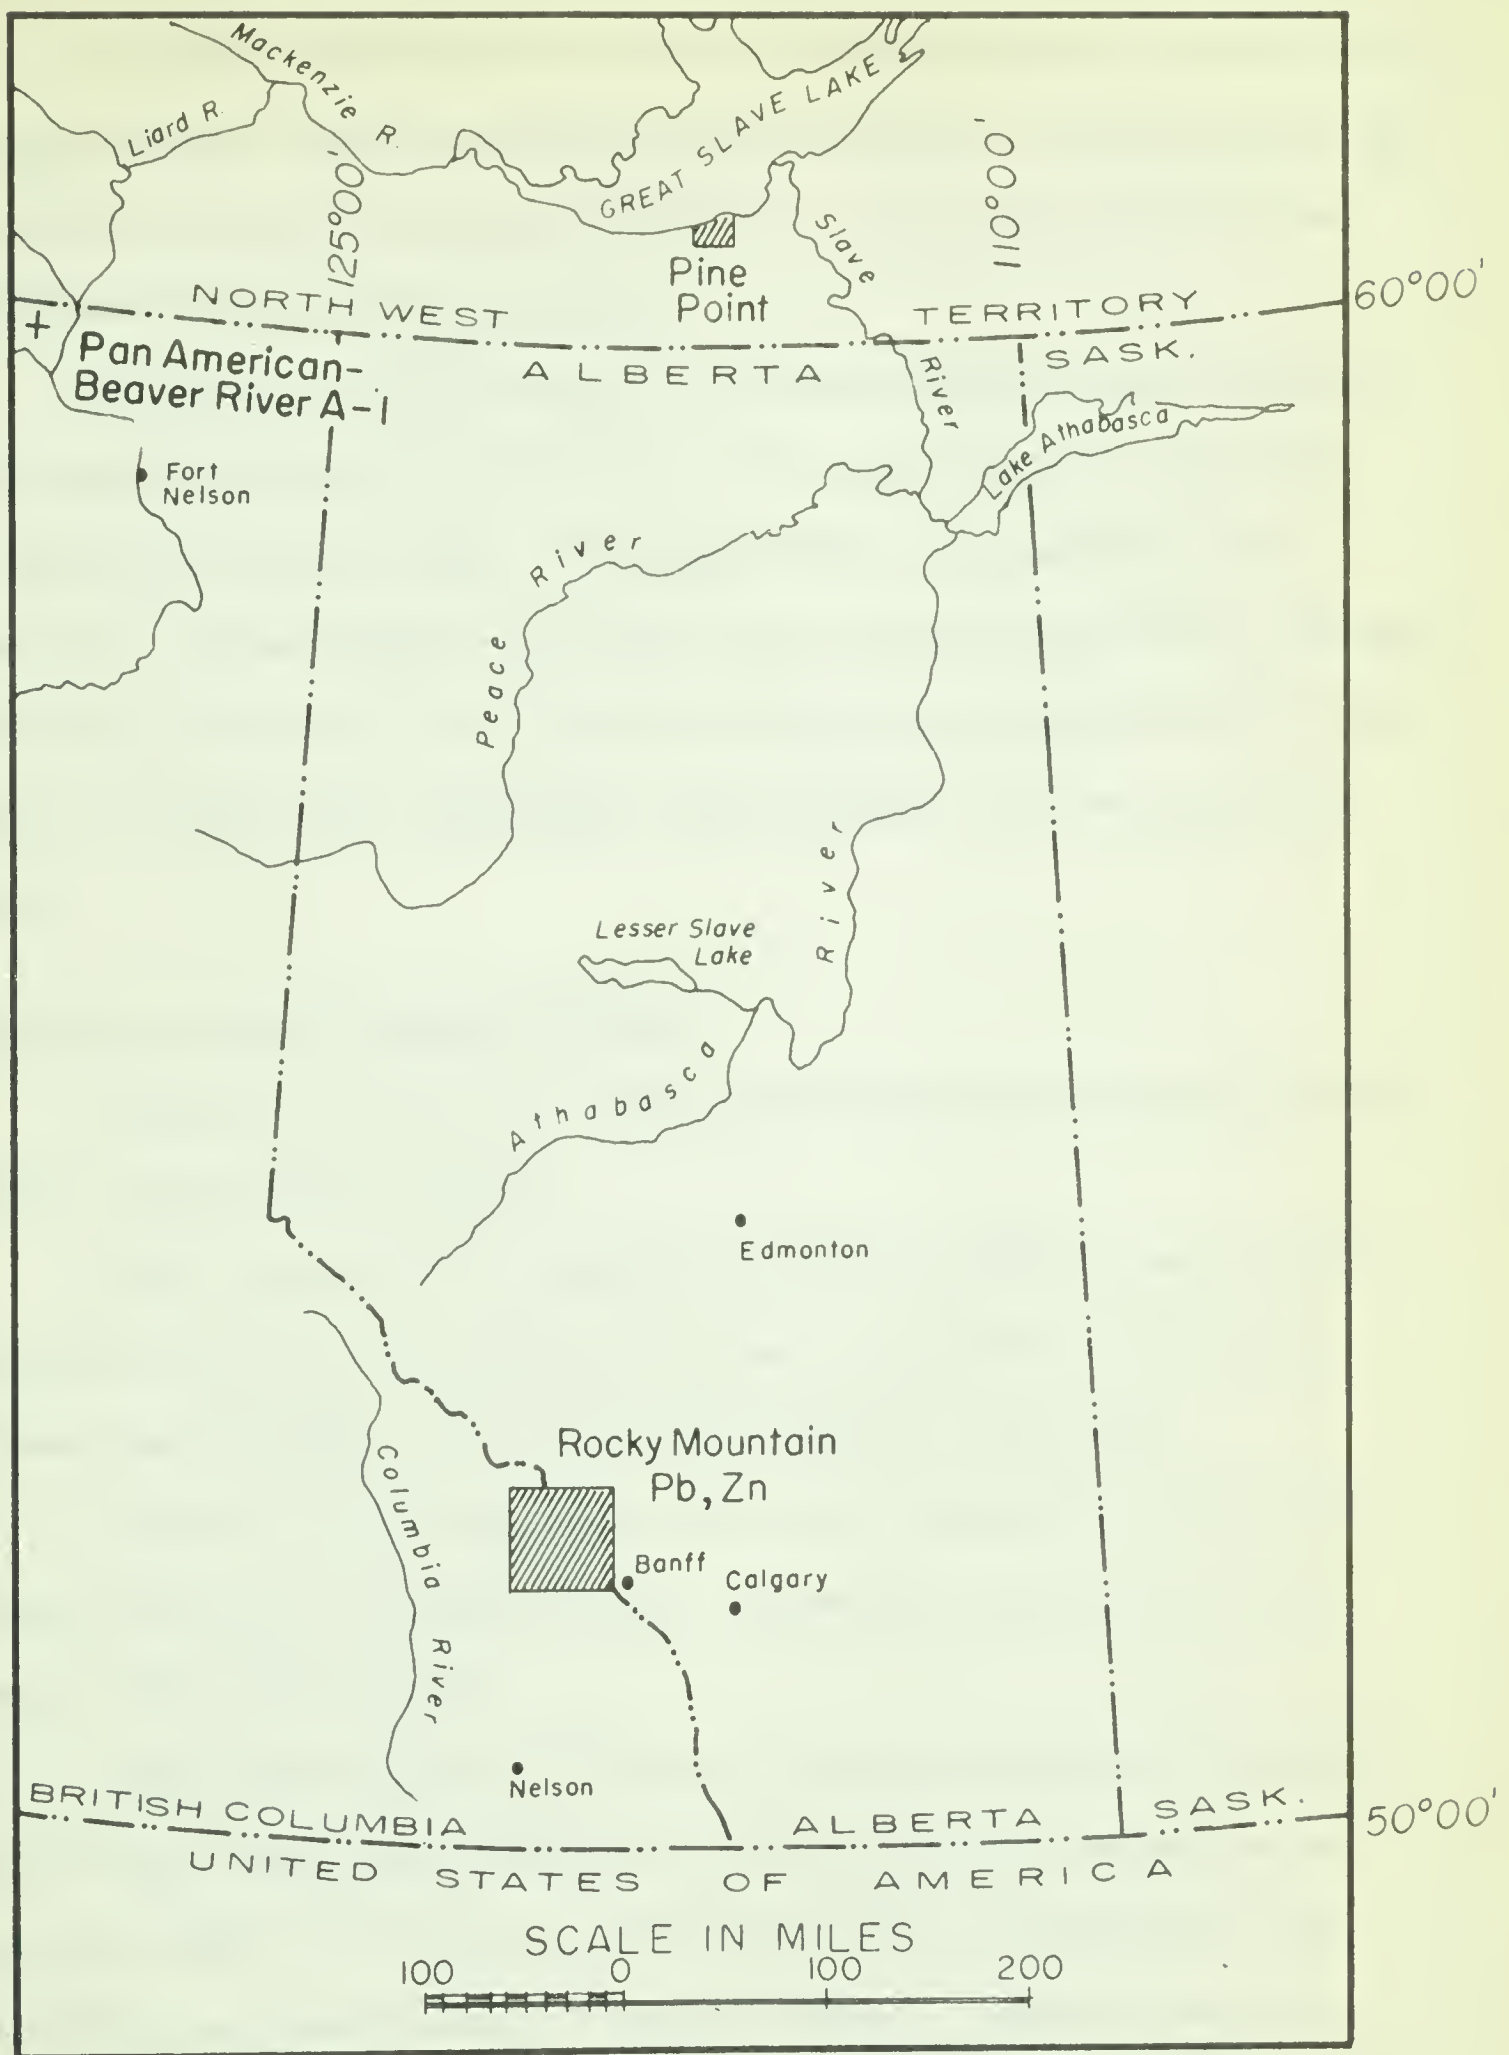 Mackenzie R.
Liard R.
GREAT SLAVE LAKE
125°00'
110°00'
Slave
River
Pine
Point
60°00'
NORTH WEST
TERRITORY
+ Pan American-
Beaver River A-1
ALBERTA
SASK.
Lake Athabasca
Fort
Nelson
Peace River
Lesser Slave
Lake
Athabasca River
Edmonton
Rocky Mountain
Pb, Zn
Columbia River
Banff
Calgary
Nelson
BRITISH COLUMBIA
ALBERTA
SASK.
50°00'
UNITED STATES OF AMERICA
SCALE IN MILES
100 0 100 200